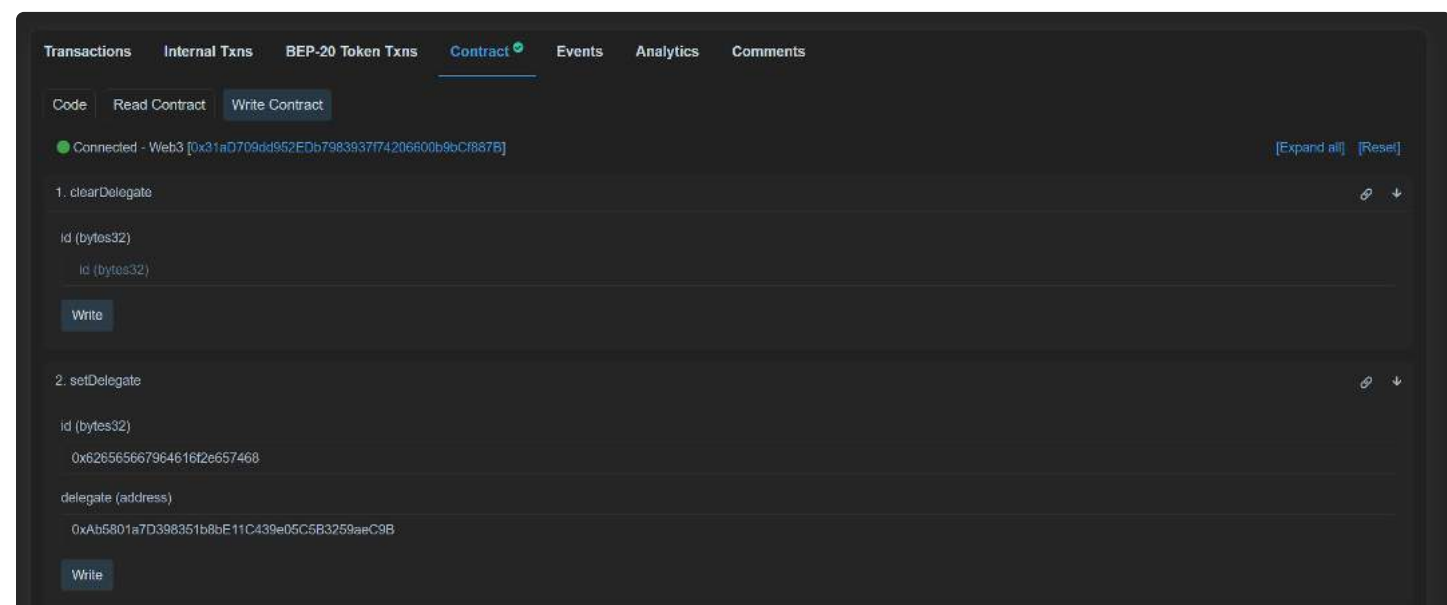 Transactions Internal Txns BEP-20 Token Txns Contract Events Analytics Comments
Code Read Contract Write Contract
Connected - Web3 [0x31aD709dd952EDb7983937f74206600b9bCf887B]
[Expand all] [Reset]
1. clearDelegate
id (bytes32)
id (bytes32)
Write
2. setDelegate
id (bytes32)
0x626565667964616f2e657468
delegate (address)
0xAb5801a7D398351b8bE11C439e05C5B3259aeC9B
Write